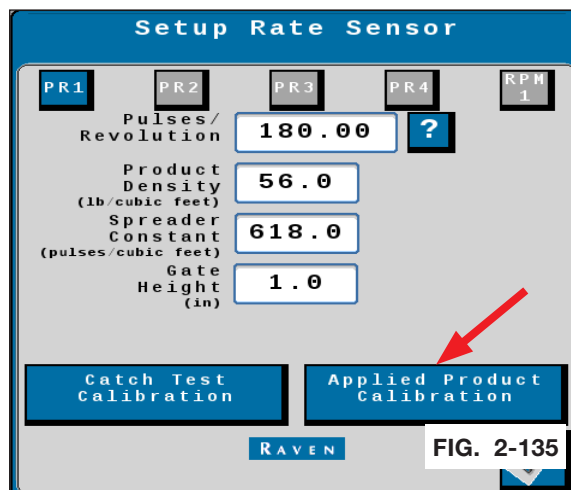 Setup Rate Sensor
PR1 PR2 PR3 PR4 RPM
1
Pulses/
Revolution 180.00 ?
Product
Density 56.0
(lb/cubic feet)
Spreader
Constant 618.0
(pulses/cubic feet)
Gate
Height 1.0
(in)
Catch Test
Calibration
Applied Product
Calibration
RAVEN
FIG. 2-135